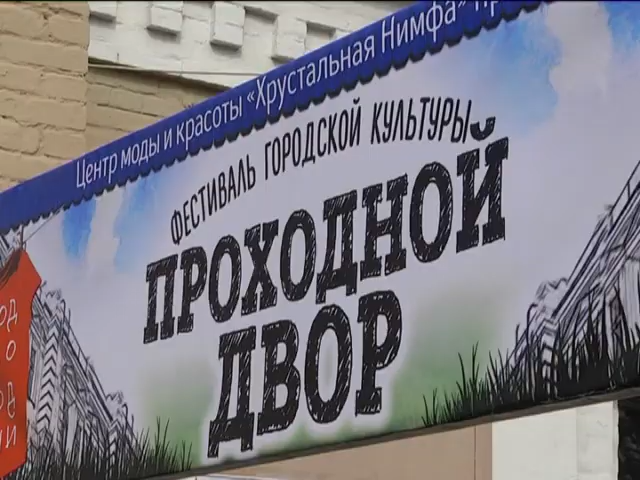 Центр моды и красоты «Хрустальная Нимфа»
ФЕСТИВАЛЬ ГОРОДСКОЙ КУЛЬТУРЫ
ПРОХОДНОЙ
ДВОР